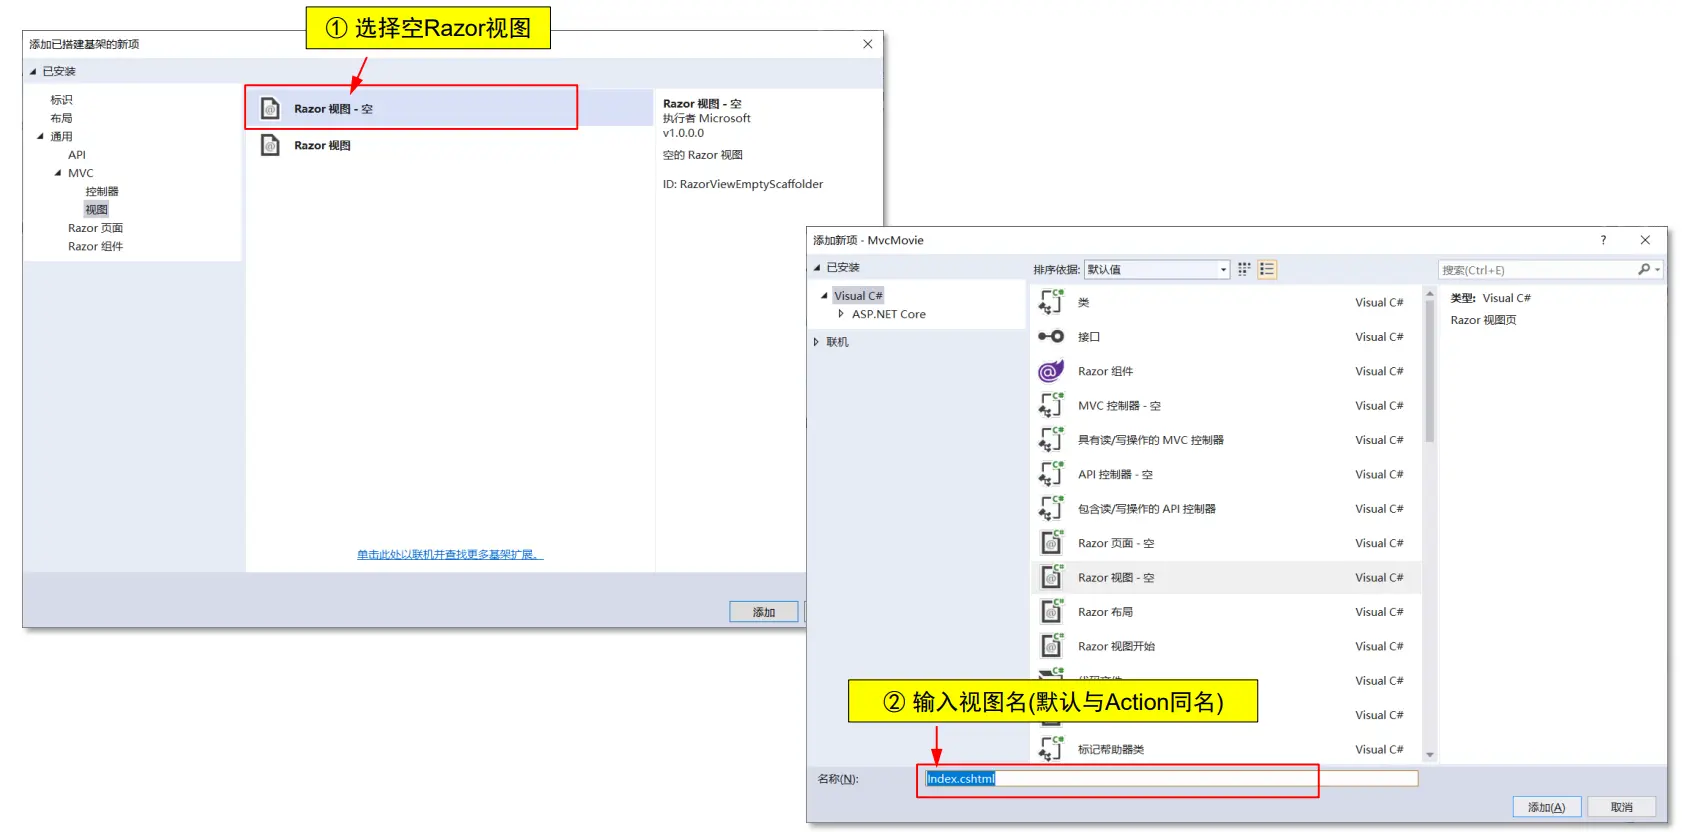 ① 选择空Razor视图
添加已搭建基架的新项
已安装
标识
布局
通用
API
MVC
控制器
视图
Razor 页面
Razor 组件
Razor 视图 - 空
Razor 视图
Razor 视图 - 空
执行者 Microsoft
v1.0.0.0
空的 Razor 视图
ID: RazorViewEmptyScaffolder
单击此处以联机并查找更多基架扩展。
添加
添加新项 - MvcMovie
?
已安装
Visual C#
ASP.NET Core
联机
排序依据: 默认值
搜索(Ctrl+E)
类 Visual C#
接口 Visual C#
Razor 组件 Visual C#
MVC 控制器 - 空 Visual C#
具有读/写操作的 MVC 控制器 Visual C#
API 控制器 - 空 Visual C#
包含读/写操作的 API 控制器 Visual C#
Razor 页面 - 空 Visual C#
Razor 视图 - 空 Visual C#
Razor 布局 Visual C#
Razor 视图开始 Visual C#
Visual C#
Visual C#
标记帮助器类 Visual C#
类型: Visual C#
Razor 视图页
② 输入视图名(默认与Action同名)
名称(N): Index.cshtml
添加(A)
取消